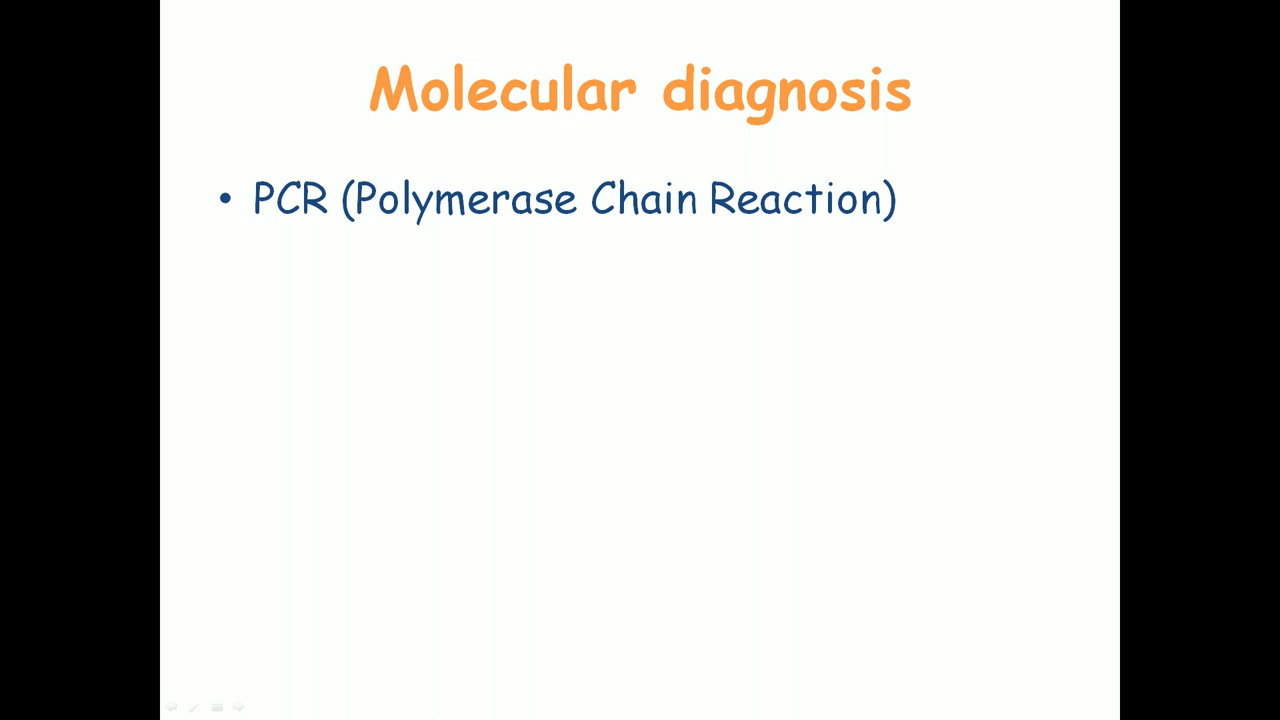 Molecular diagnosis
• PCR (Polymerase Chain Reaction)